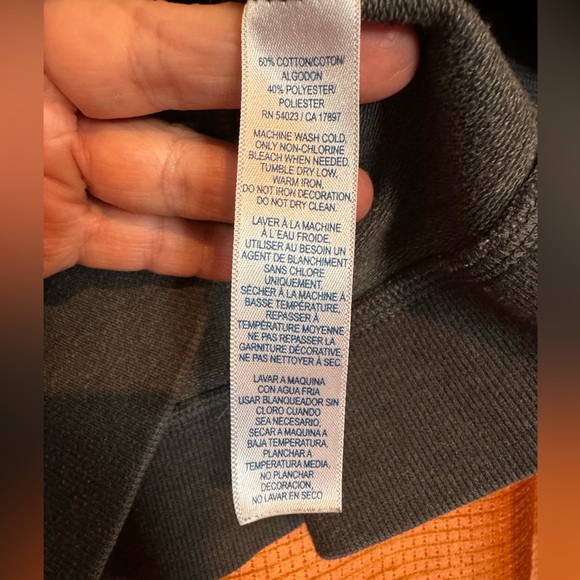 60% COTTON/COTON/
ALGODON
40% POLYESTER/
POLIESTER
RN 54023 / CA 17897
MACHINE WASH COLD,
ONLY NON-CHLORINE
BLEACH WHEN NEEDED.
TUMBLE DRY LOW.
WARM IRON.
DO NOT IRON DECORATION.
DO NOT DRY CLEAN.
LAVER À LA MACHINE
À L'EAU FROIDE,
UTILISER AU BESOIN UN
AGENT DE BLANCHIMENT
SANS CHLORE
UNIQUEMENT.
SÉCHER À LA MACHINE À
BASSE TEMPÉRATURE.
REPASSER À
TEMPÉRATURE MOYENNE
NE PAS REPASSER LA
GARNITURE DÉCORATIVE.
NE PAS NETTOYER À SEC.
LAVAR A MAQUINA
CON AGUA FRIA
USAR BLANQUEADOR SIN
CLORO CUANDO
SEA NECESARIO,
SECAR A MAQUINA A
BAJA TEMPERATURA.
PLANCHAR A
TEMPERATURA MEDIA.
NO PLANCHAR
DECORACION,
NO LAVAR EN SECO